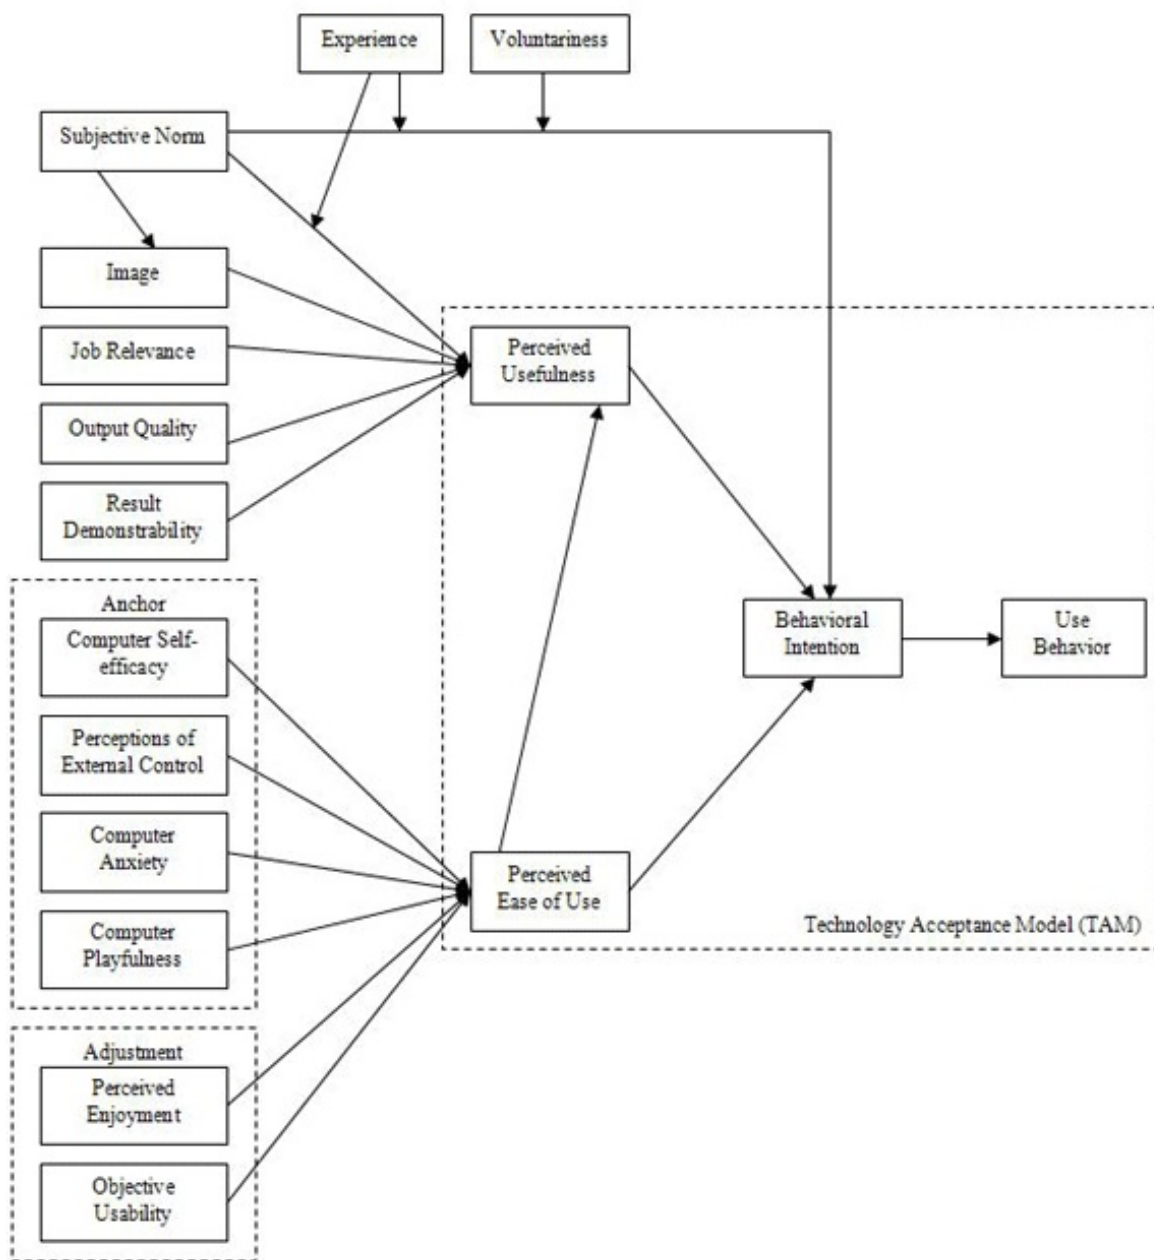 Experience
Voluntariness
Subjective Norm
Image
Job Relevance
Output Quality
Result
Demonstrability
Perceived
Usefulness
Anchor
Computer Self-
efficacy
Perceptions of
External Control
Computer
Anxiety
Computer
Playfulness
Behavioral
Intention
Use
Behavior
Perceived
Ease of Use
Technology Acceptance Model (TAM)
Adjustment
Perceived
Enjoyment
Objective
Usability